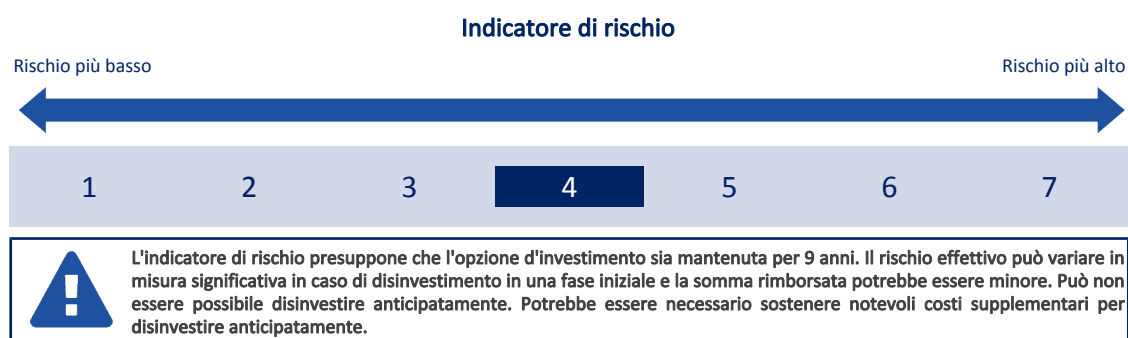 Indicatore di rischio
Rischio più basso
Rischio più alto
1 2 3 4 5 6 7
L'indicatore di rischio presuppone che l'opzione d'investimento sia mantenuta per 9 anni. Il rischio effettivo può variare in
misura significativa in caso di disinvestimento in una fase iniziale e la somma rimborsata potrebbe essere minore. Può non
essere possibile disinvestire anticipatamente. Potrebbe essere necessario sostenere notevoli costi supplementari per
disinvestire anticipatamente.